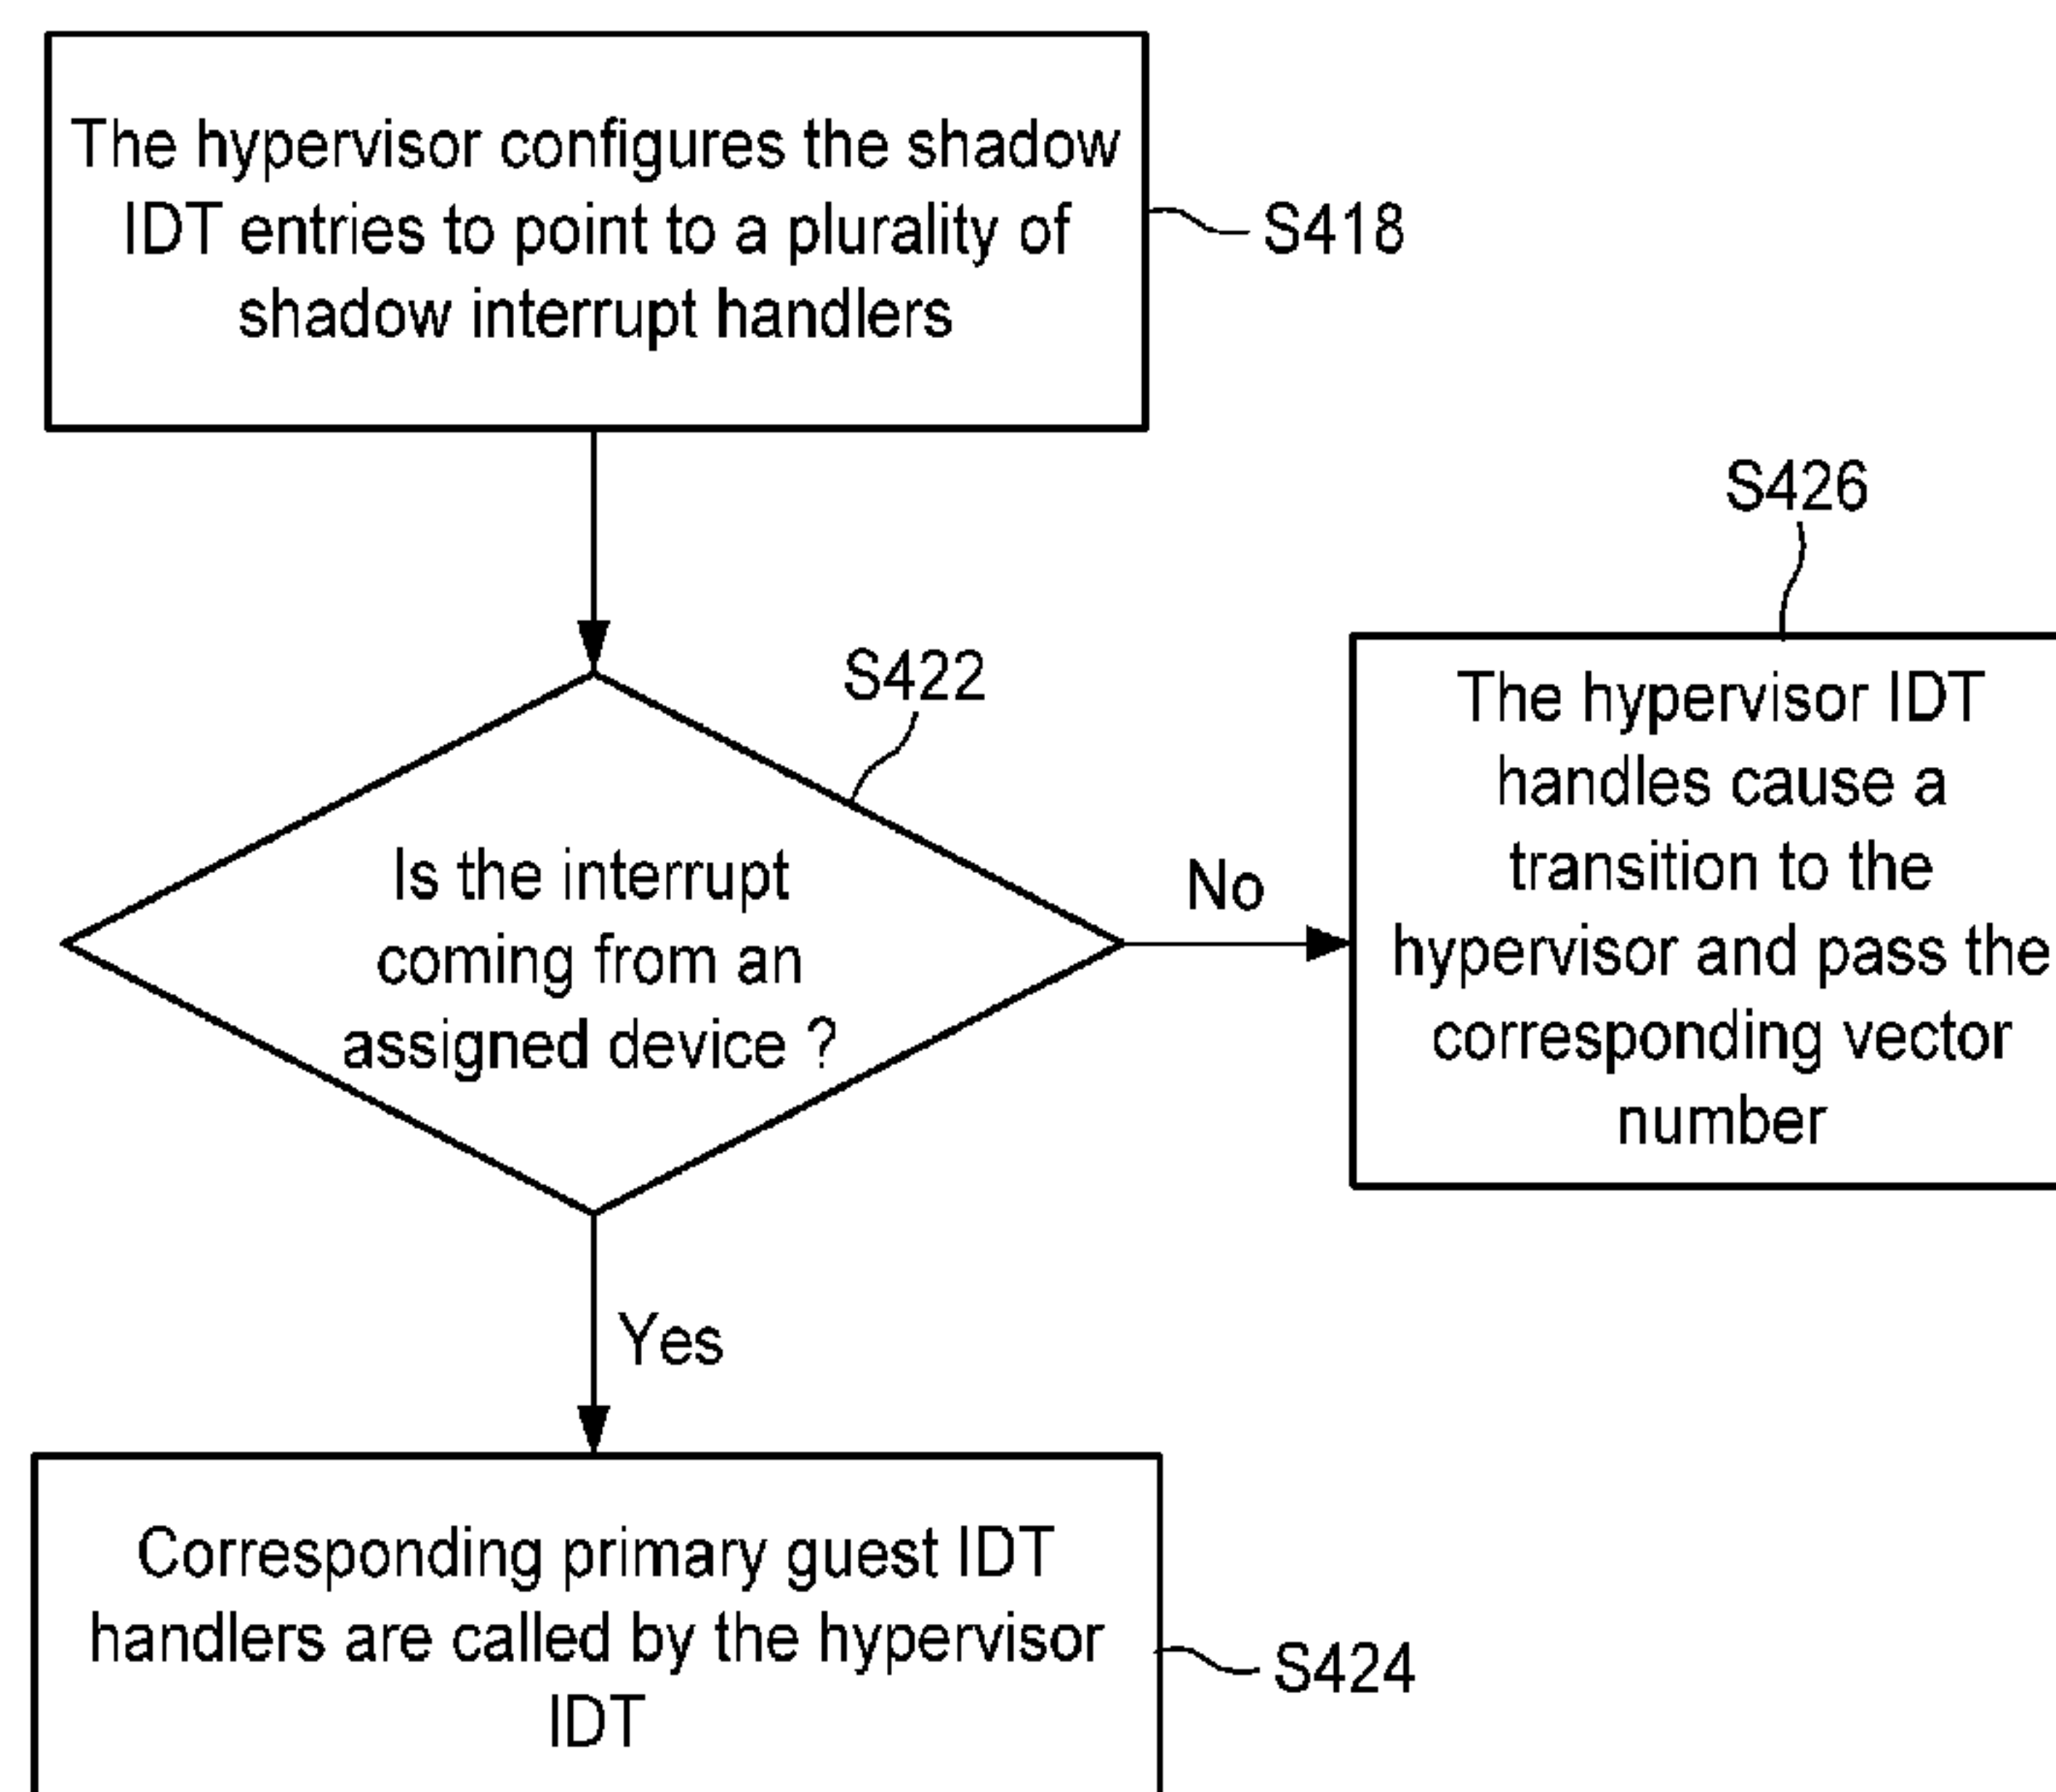 The hypervisor configures the shadow
IDT entries to point to a plurality of
shadow interrupt handlers
S418
S422
Is the interrupt
coming from an
assigned device ?
No
S426
The hypervisor IDT
handles cause a
transition to the
hypervisor and pass the
corresponding vector
number
Yes
Corresponding primary guest IDT
handlers are called by the hypervisor
IDT
S424